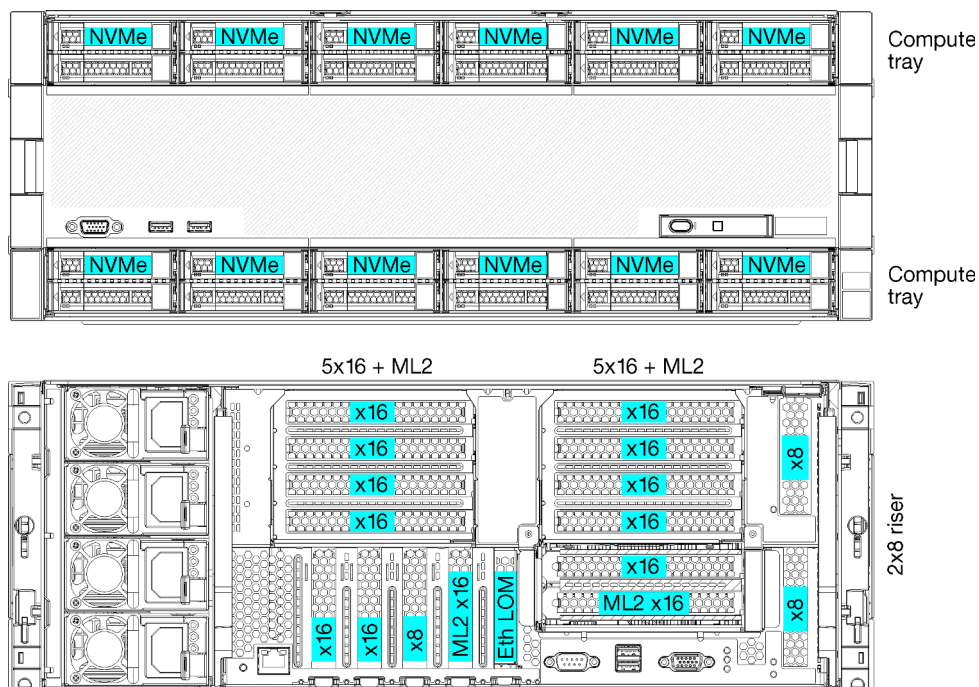 NVMe NVMe NVMe NVMe NVMe NVMe
Compute
tray
NVMe NVMe NVMe NVMe NVMe NVMe
Compute
tray
5x16 + ML2
5x16 + ML2
x16
x16
x16
x16
x16
x16
x16
x16
x8
x16
ML2 x16
x8
x16
x16
x8
ML2 x16
Eth LOM
2x8 riser